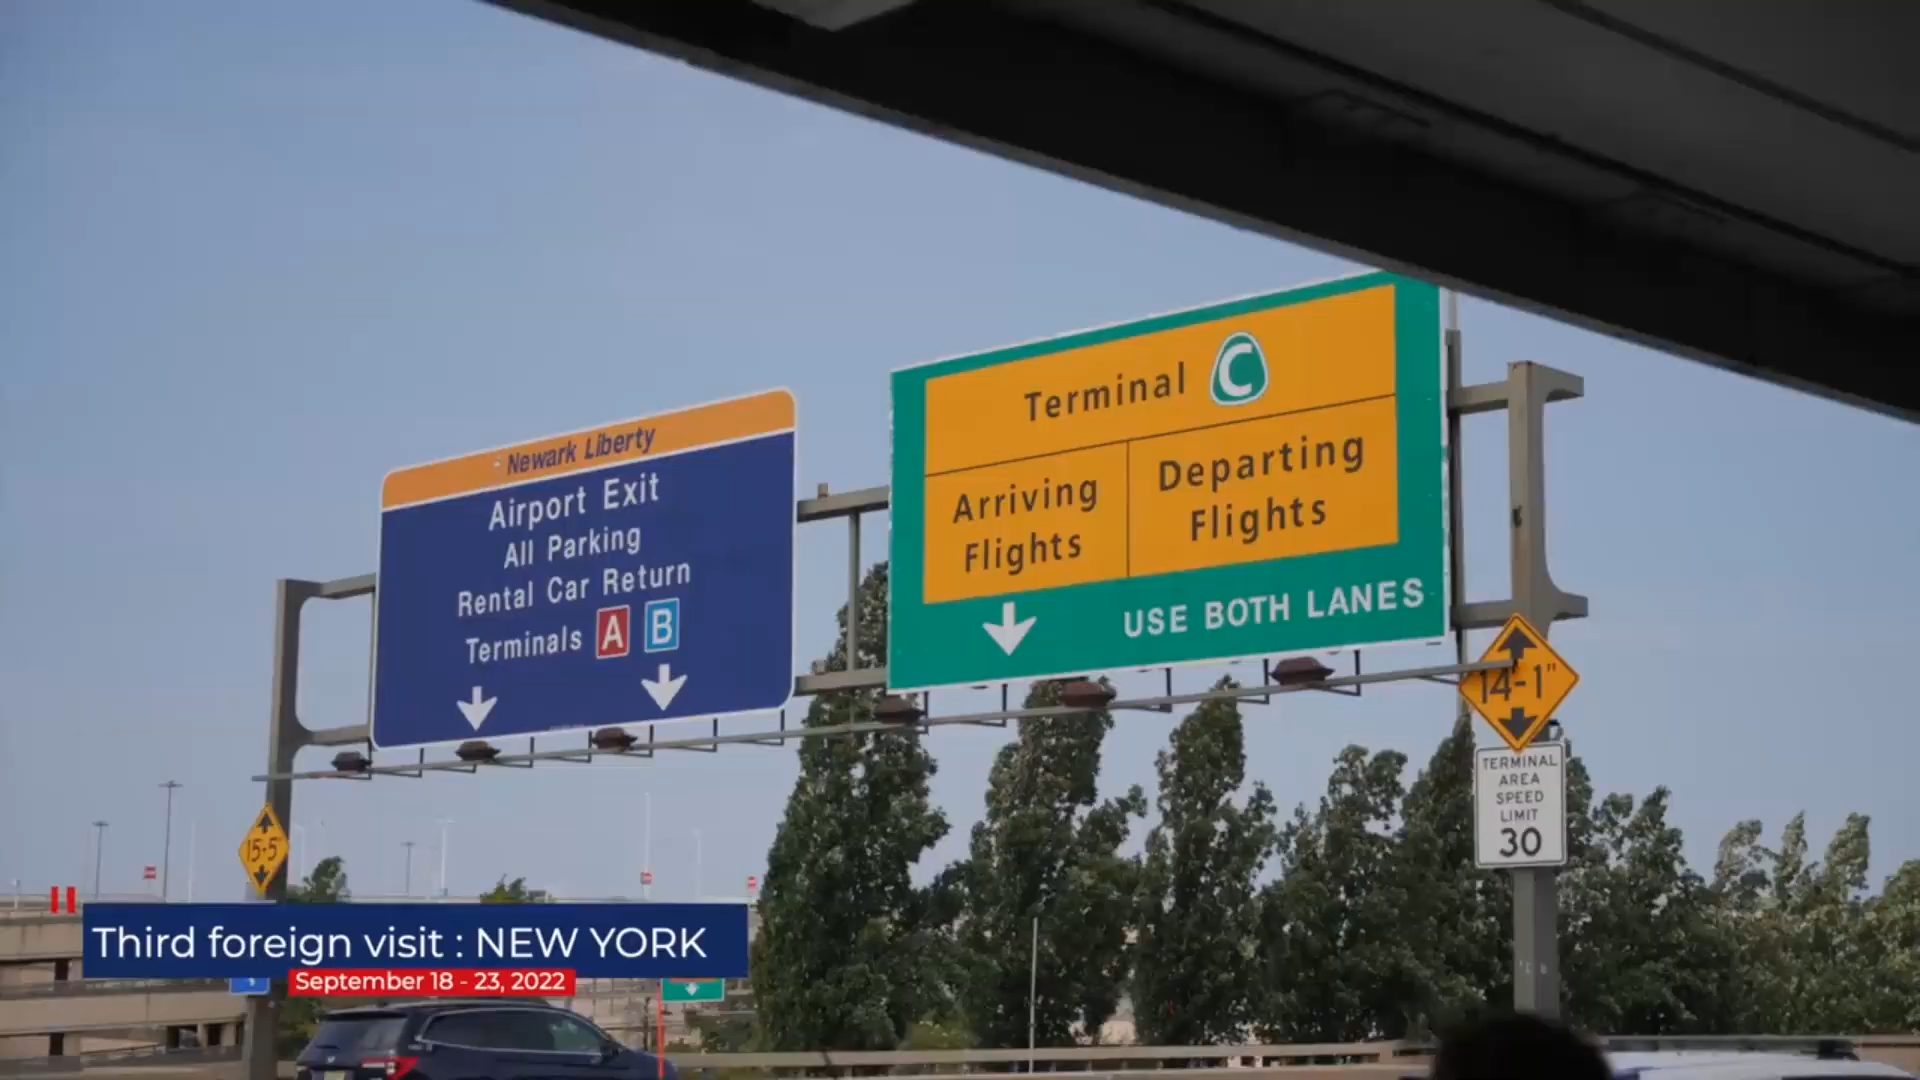 Newark Liberty
Airport Exit
All Parking
Rental Car Return
Terminals A B
Terminal C
Arriving
Flights
Departing
Flights
USE BOTH LANES
14-1"
TERMINAL
AREA
SPEED
LIMIT
30
15-5
Third foreign visit : NEW YORK
September 18 - 23, 2022